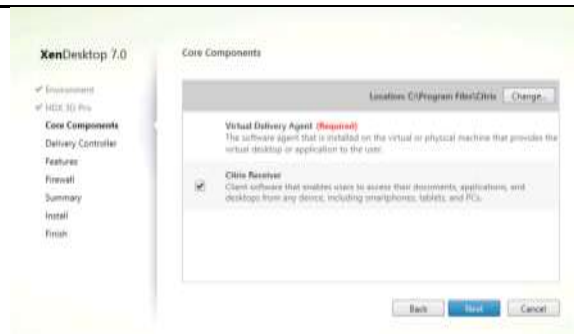 XenDesktop 7.0
Core Components
Environment
HDX 3D Pro
Core Components
Delivery Controller
Features
Firewall
Summary
Install
Finish
Location: C:\Program Files\Citrix
Change...
Virtual Delivery Agent (Required)
The software agent that is installed on the virtual or physical machine that provides the
virtual desktop or application to the user.
Citrix Receiver
Client software that enables users to access their documents, applications, and
desktops from any device, including smartphones, tablets, and PCs.
Back
Next
Cancel